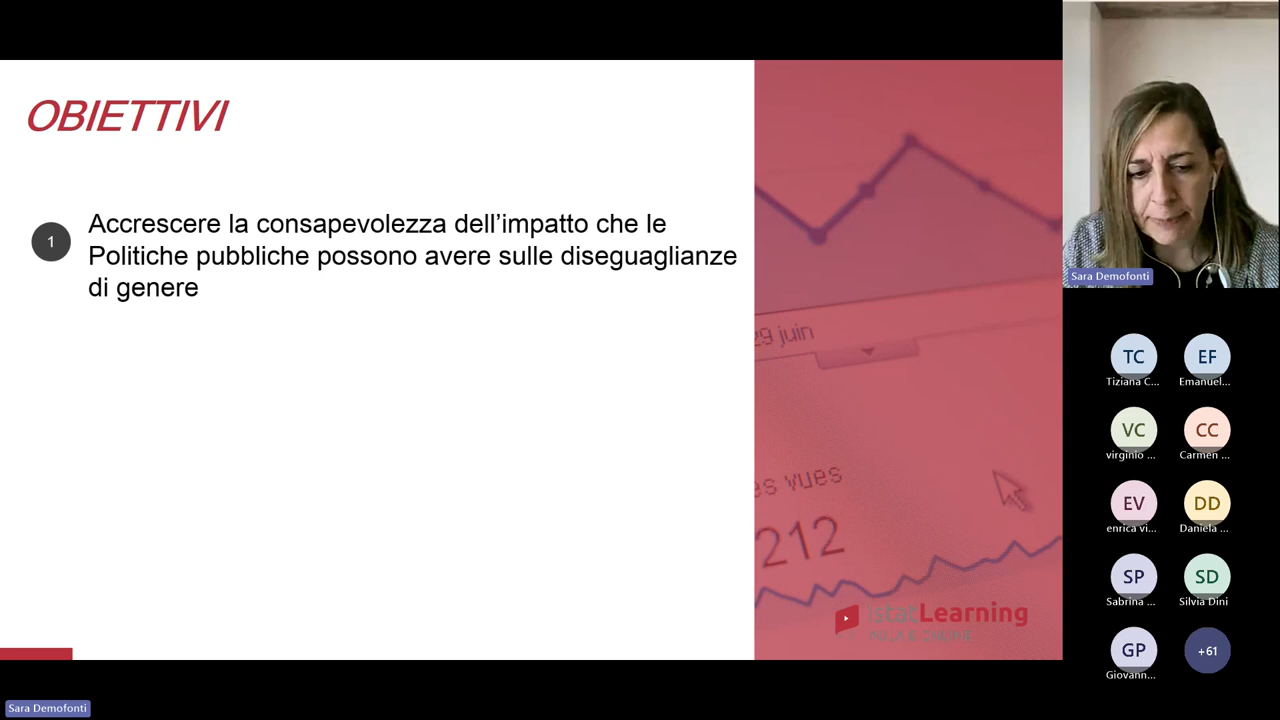 OBIETTIVI
1
Accrescere la consapevolezza dell’impatto che le
Politiche pubbliche possono avere sulle diseguaglianze
di genere
29 juin
es vues
212
istatLearning
Sara Demofonti
TC
Tiziana C...
EF
Emanuel...
VC
virginio ...
CC
Carmen ...
EV
enrica vi...
DD
Daniela ...
SP
Sabrina ...
SD
Silvia Dini
GP
Giovann...
+61
Sara Demofonti